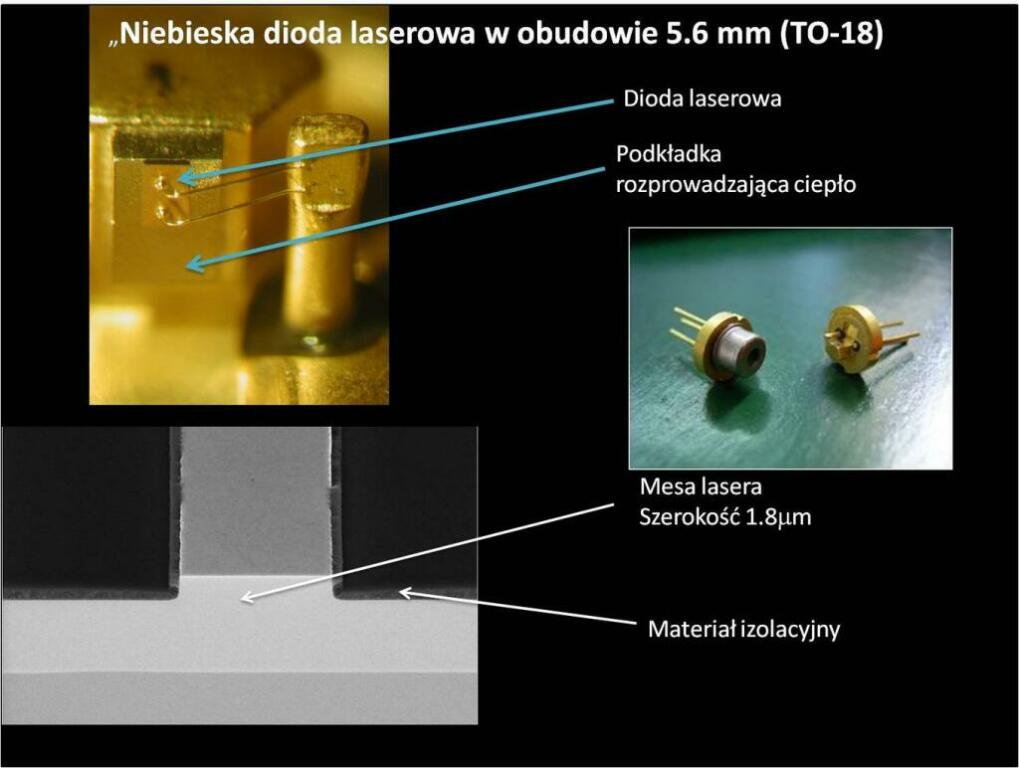 „Niebieska dioda laserowa w obudowie 5.6 mm (TO-18)
Dioda laserowa
Podkładka
rozprowadzająca ciepło
Mesa lasera
Szerokość 1.8μm
Materiał izolacyjny